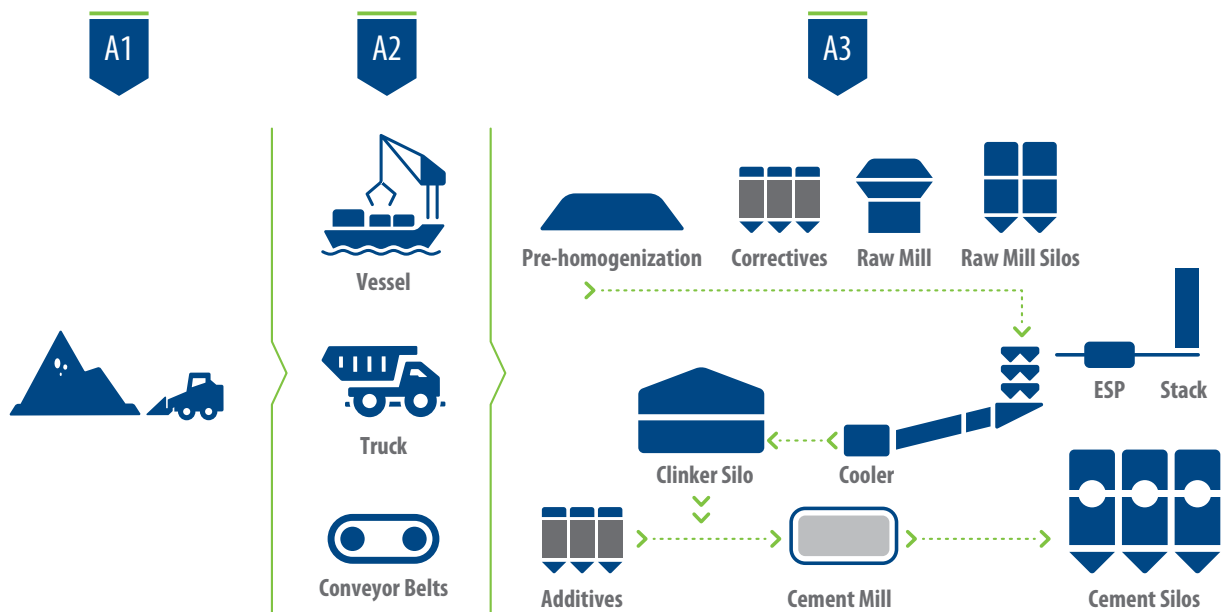 A1
A2
A3
Vessel
Truck
Conveyor Belts
Pre-homogenization
Correctives
Raw Mill
Raw Mill Silos
ESP
Stack
Clinker Silo
Cooler
Additives
Cement Mill
Cement Silos